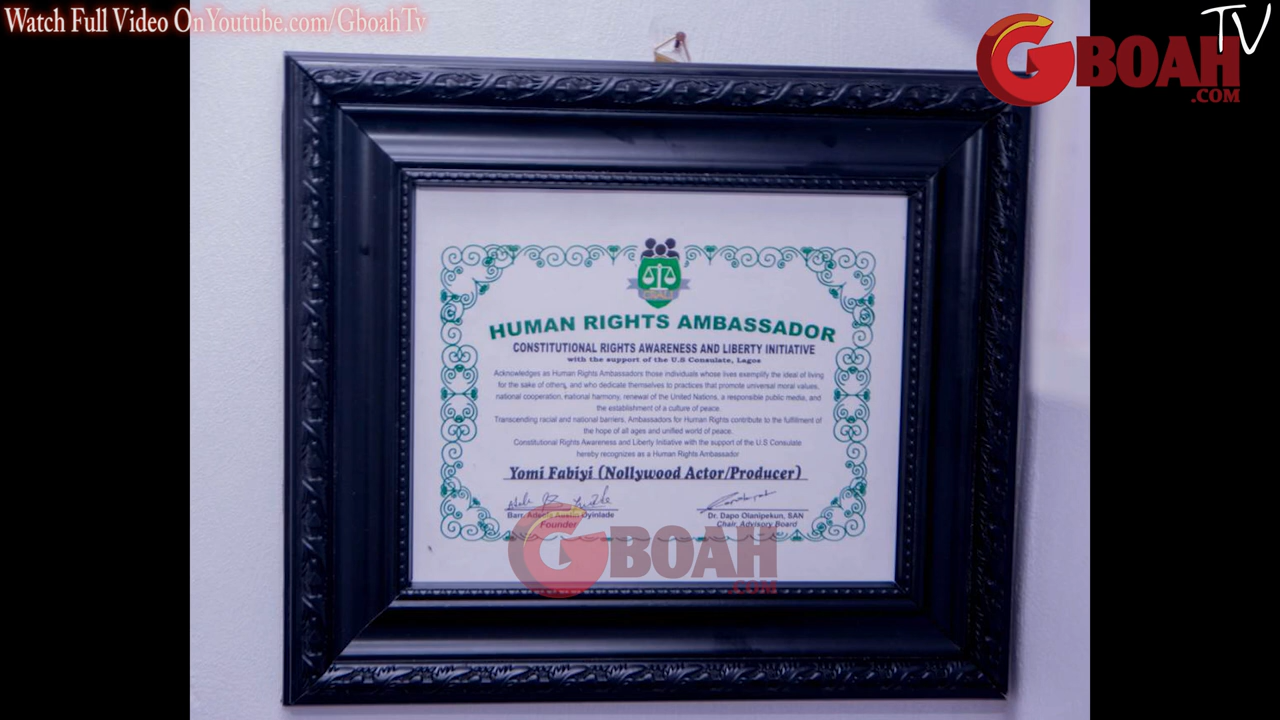 Watch Full Video OnYoutube.com/GboahTv
TV
GBOAH
.COM
HUMAN RIGHTS AMBASSADOR
CONSTITUTIONAL RIGHTS AWARENESS AND LIBERTY INITIATIVE
with the support of the U.S Consulate, Lagos
Acknowledges as Human Rights Ambassadors those individuals whose lives exemplify the ideal of living
for the sake of others, and who dedicate themselves to practices that promote universal moral values,
national cooperation, national harmony, renewal of the United Nations, a responsible public media, and
the establishment of a culture of peace.
Transcending racial and national barriers, Ambassadors for Human Rights contribute to the fulfillment of
the hope of all ages and unified world of peace.
Constitutional Rights Awareness and Liberty Initiative with the support of the U.S Consulate
hereby recognizes as a Human Rights Ambassador
Yomi Fabiyi (Nollywood Actor/Producer)
Barr. Adeola Austin Oyinlade
Founder
Dr. Dapo Olanipekun, SAN
Chair, Advisory Board
GBOAH
.COM